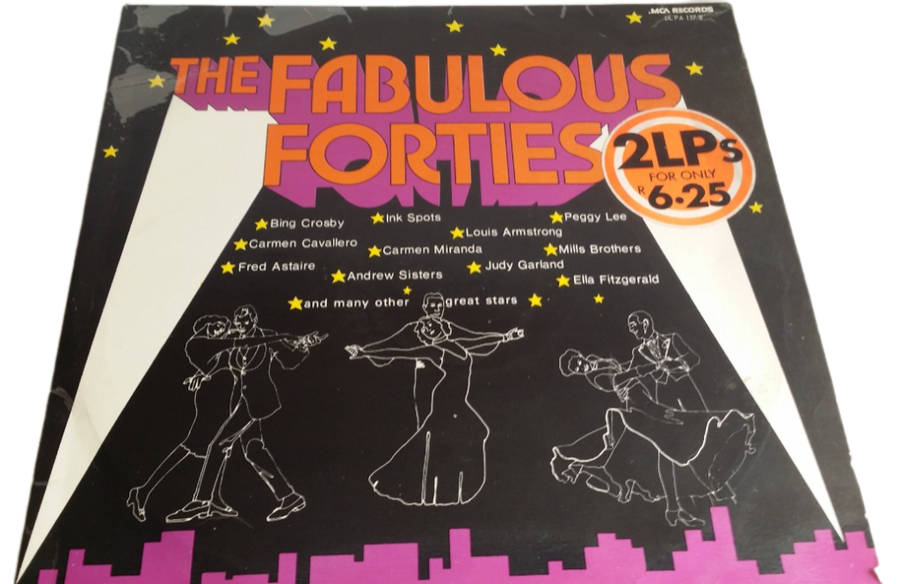 MCA RECORDS
THE FABULOUS
FORTIES
2LPs
FOR ONLY
R 6.25
Bing Crosby
Ink Spots
Peggy Lee
Louis Armstrong
Carmen Cavallero
Carmen Miranda
Mills Brothers
Fred Astaire
Andrew Sisters
Judy Garland
Ella Fitzgerald
and many other great stars